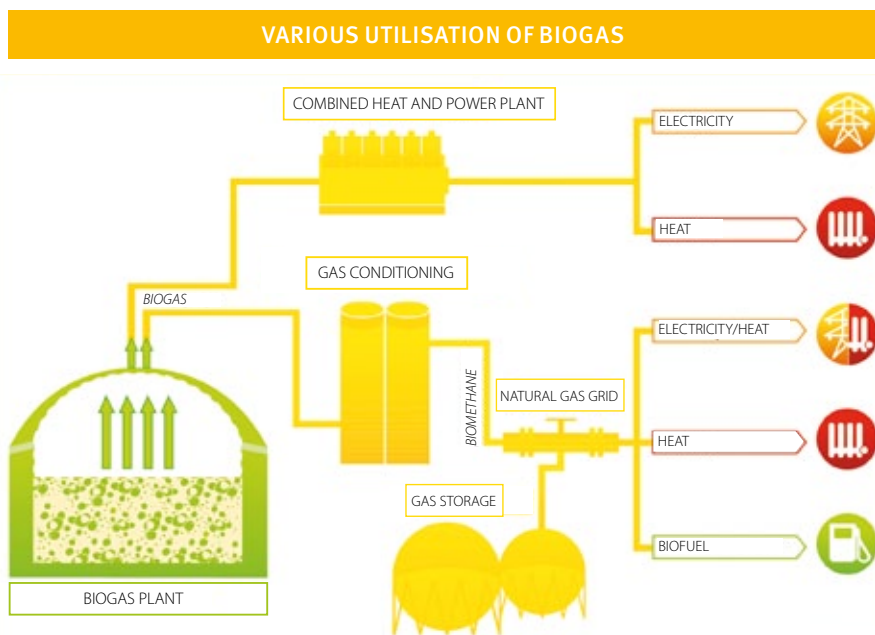 VARIOUS UTILISATION OF BIOGAS
COMBINED HEAT AND POWER PLANT
ELECTRICITY
HEAT
GAS CONDITIONING
BIOGAS
ELECTRICITY/HEAT
BIOMETHANE
NATURAL GAS GRID
HEAT
GAS STORAGE
BIOFUEL
BIOGAS PLANT